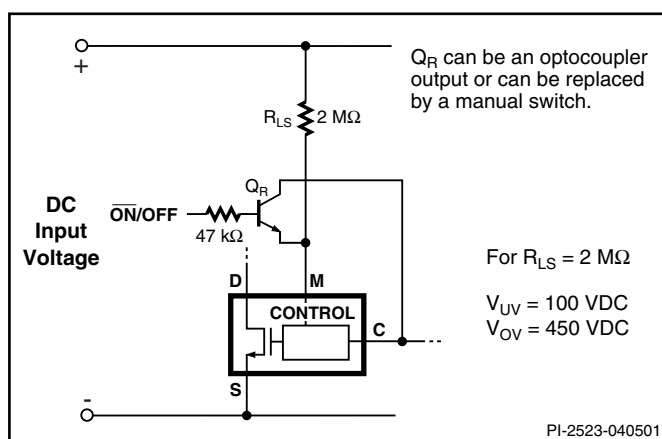 +
Q_R can be an optocoupler
output or can be replaced
by a manual switch.
R_LS 2 MΩ
Q_R
DC
Input
Voltage
O̅N̅/OFF
47 kΩ
For R_LS = 2 MΩ
V_UV = 100 VDC
V_OV = 450 VDC
D
M
CONTROL
C
S
-
PI-2523-040501